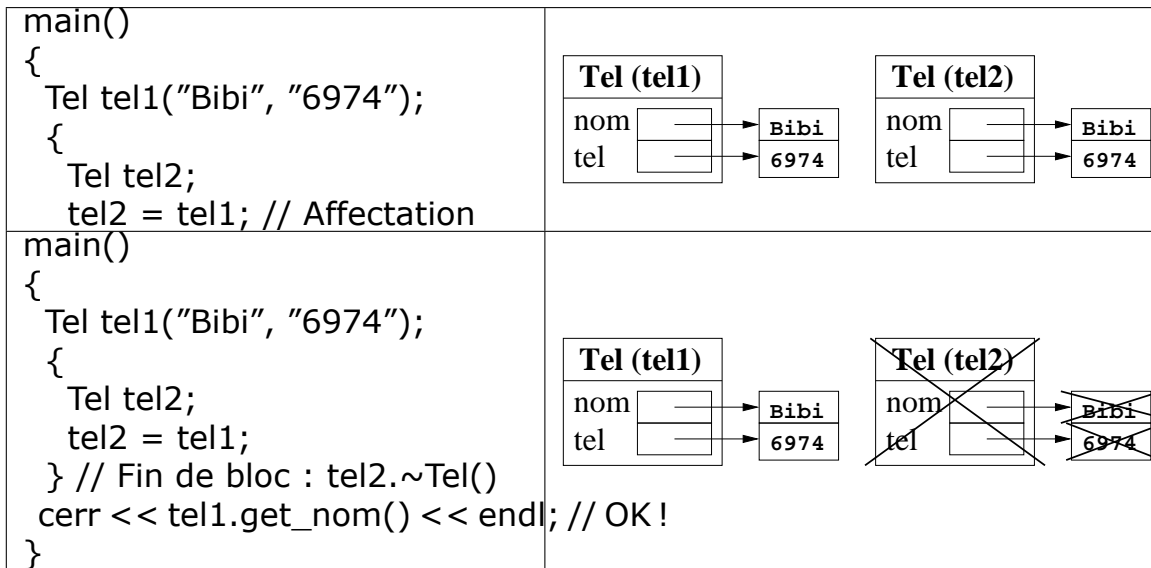 main()
{
Tel tel1(”Bibi”, ”6974”);
{
Tel tel2;
tel2 = tel1; // Affectation
Tel (tel1)
nom
tel
Bibi
6974
Tel (tel2)
nom
tel
Bibi
6974
main()
{
Tel tel1(”Bibi”, ”6974”);
{
Tel tel2;
tel2 = tel1;
} // Fin de bloc : tel2.~Tel()
cerr << tel1.get_nom() << endl; // OK !
}
Tel (tel1)
nom
tel
Bibi
6974
Tel (tel2)
nom
tel
Bibi
6974